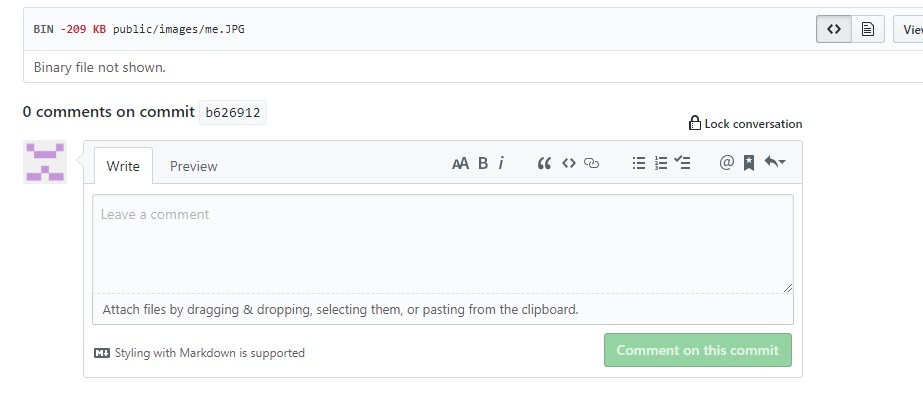 BIN -209 KB public/images/me.JPG
<> Vie
Binary file not shown.
0 comments on commit b626912
Lock conversation
Write Preview AA B i “ <> @
Leave a comment
Attach files by dragging & dropping, selecting them, or pasting from the clipboard.
M↓ Styling with Markdown is supported
Comment on this commit